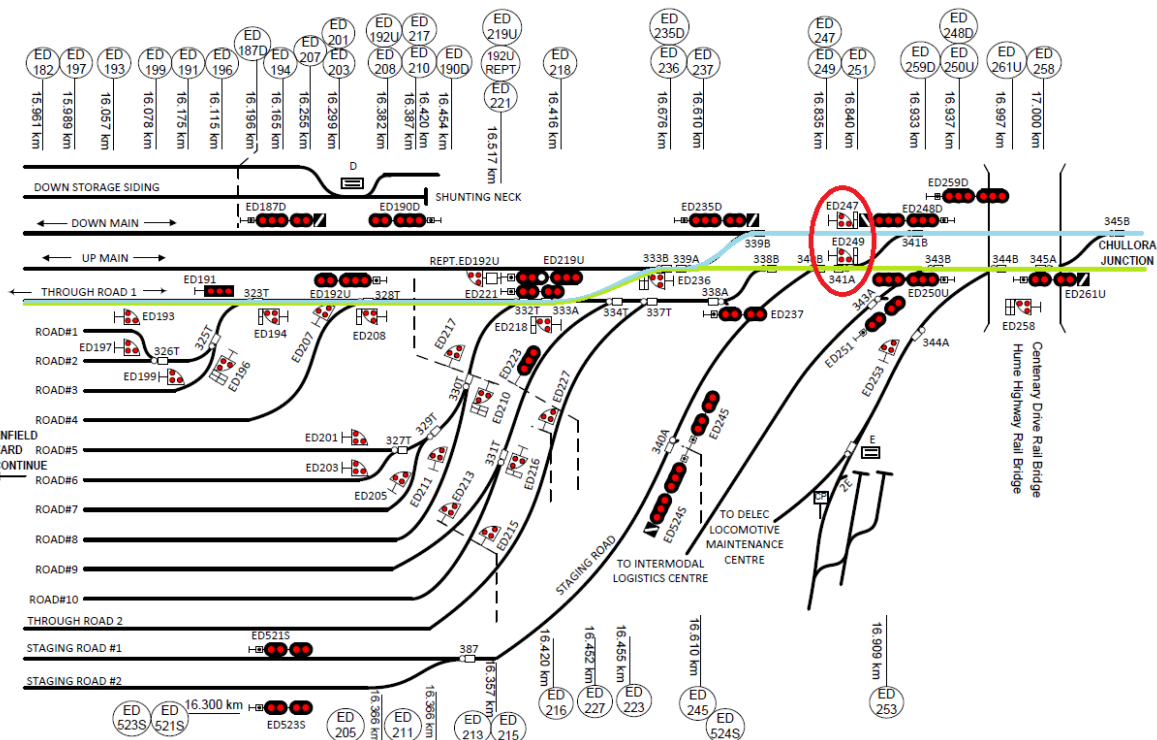 ED 182
ED 197
ED 193
ED 199
ED 191
ED 196
ED 187D
ED 194
ED 207
ED 201
ED 203
ED 192U
ED 208
ED 217
ED 210
ED 190D
ED 219U
192U REPT
ED 221
ED 218
ED 235D
ED 236
ED 237
ED 247
ED 249
ED 251
ED 259D
ED 248D
ED 250U
ED 261U
ED 258
15.961 km
15.989 km
16.057 km
16.078 km
16.175 km
16.115 km
16.196 km
16.165 km
16.255 km
16.299 km
16.382 km
16.387 km
16.420 km
16.454 km
16.517 km
16.416 km
16.676 km
16.610 km
16.835 km
16.840 km
16.933 km
16.937 km
16.997 km
17.000 km
D
DOWN STORAGE SIDING
SHUNTING NECK
ED187D
ED190D
ED235D
ED247
ED248D
ED259D
DOWN MAIN
339B
341B
345B
CHULLORA
JUNCTION
UP MAIN
REPT.ED192U
ED219U
333B
339A
338B
ED249
341A
343B
344B
345A
THROUGH ROAD 1
ED191
323T
ED192U
328T
ED221
ED236
338A
343A
ED250U
ED261U
332T
333A
334T
337T
ED193
ED194
ED207
ED208
ED217
ED218
ED237
ED251
ED258
ROAD#1
325T
ED223
344A
ED197
326T
ED253
ROAD#2
ED199
ED196
ED227
330T
ROAD#3
ED210
ED245
ROAD#4
329T
ED201
327T
NFIELD
ARD
CONTINUE
ROAD#5
340A
331T
ED203
ED216
E
ROAD#6
ED205
ED211
ED213
ED215
ED524S
CP
2E
ROAD#7
TO DELEC
LOCOMOTIVE
MAINTENANCE
CENTRE
ROAD#8
STAGING ROAD
TO INTERMODAL
LOGISTICS CENTRE
ROAD#9
ROAD#10
THROUGH ROAD 2
Hume Highway Rail Bridge
Centenary Drive Rail Bridge
STAGING ROAD #1
ED521S
387
STAGING ROAD #2
16.300 km
ED523S
16.366 km
16.366 km
16.357 km
16.420 km
16.452 km
16.455 km
16.610 km
16.909 km
ED 523S
ED 521S
ED 205
ED 211
ED 213
ED 215
ED 216
ED 227
ED 223
ED 245
ED 524S
ED 253